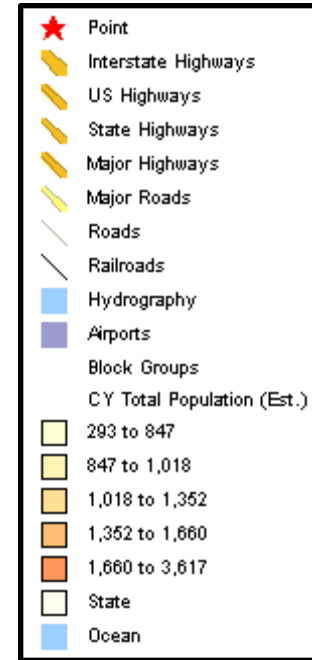 Point
Interstate Highways
US Highways
State Highways
Major Highways
Major Roads
Roads
Railroads
Hydrography
Airports
Block Groups
CY Total Population (Est.)
293 to 847
847 to 1,018
1,018 to 1,352
1,352 to 1,660
1,660 to 3,617
State
Ocean